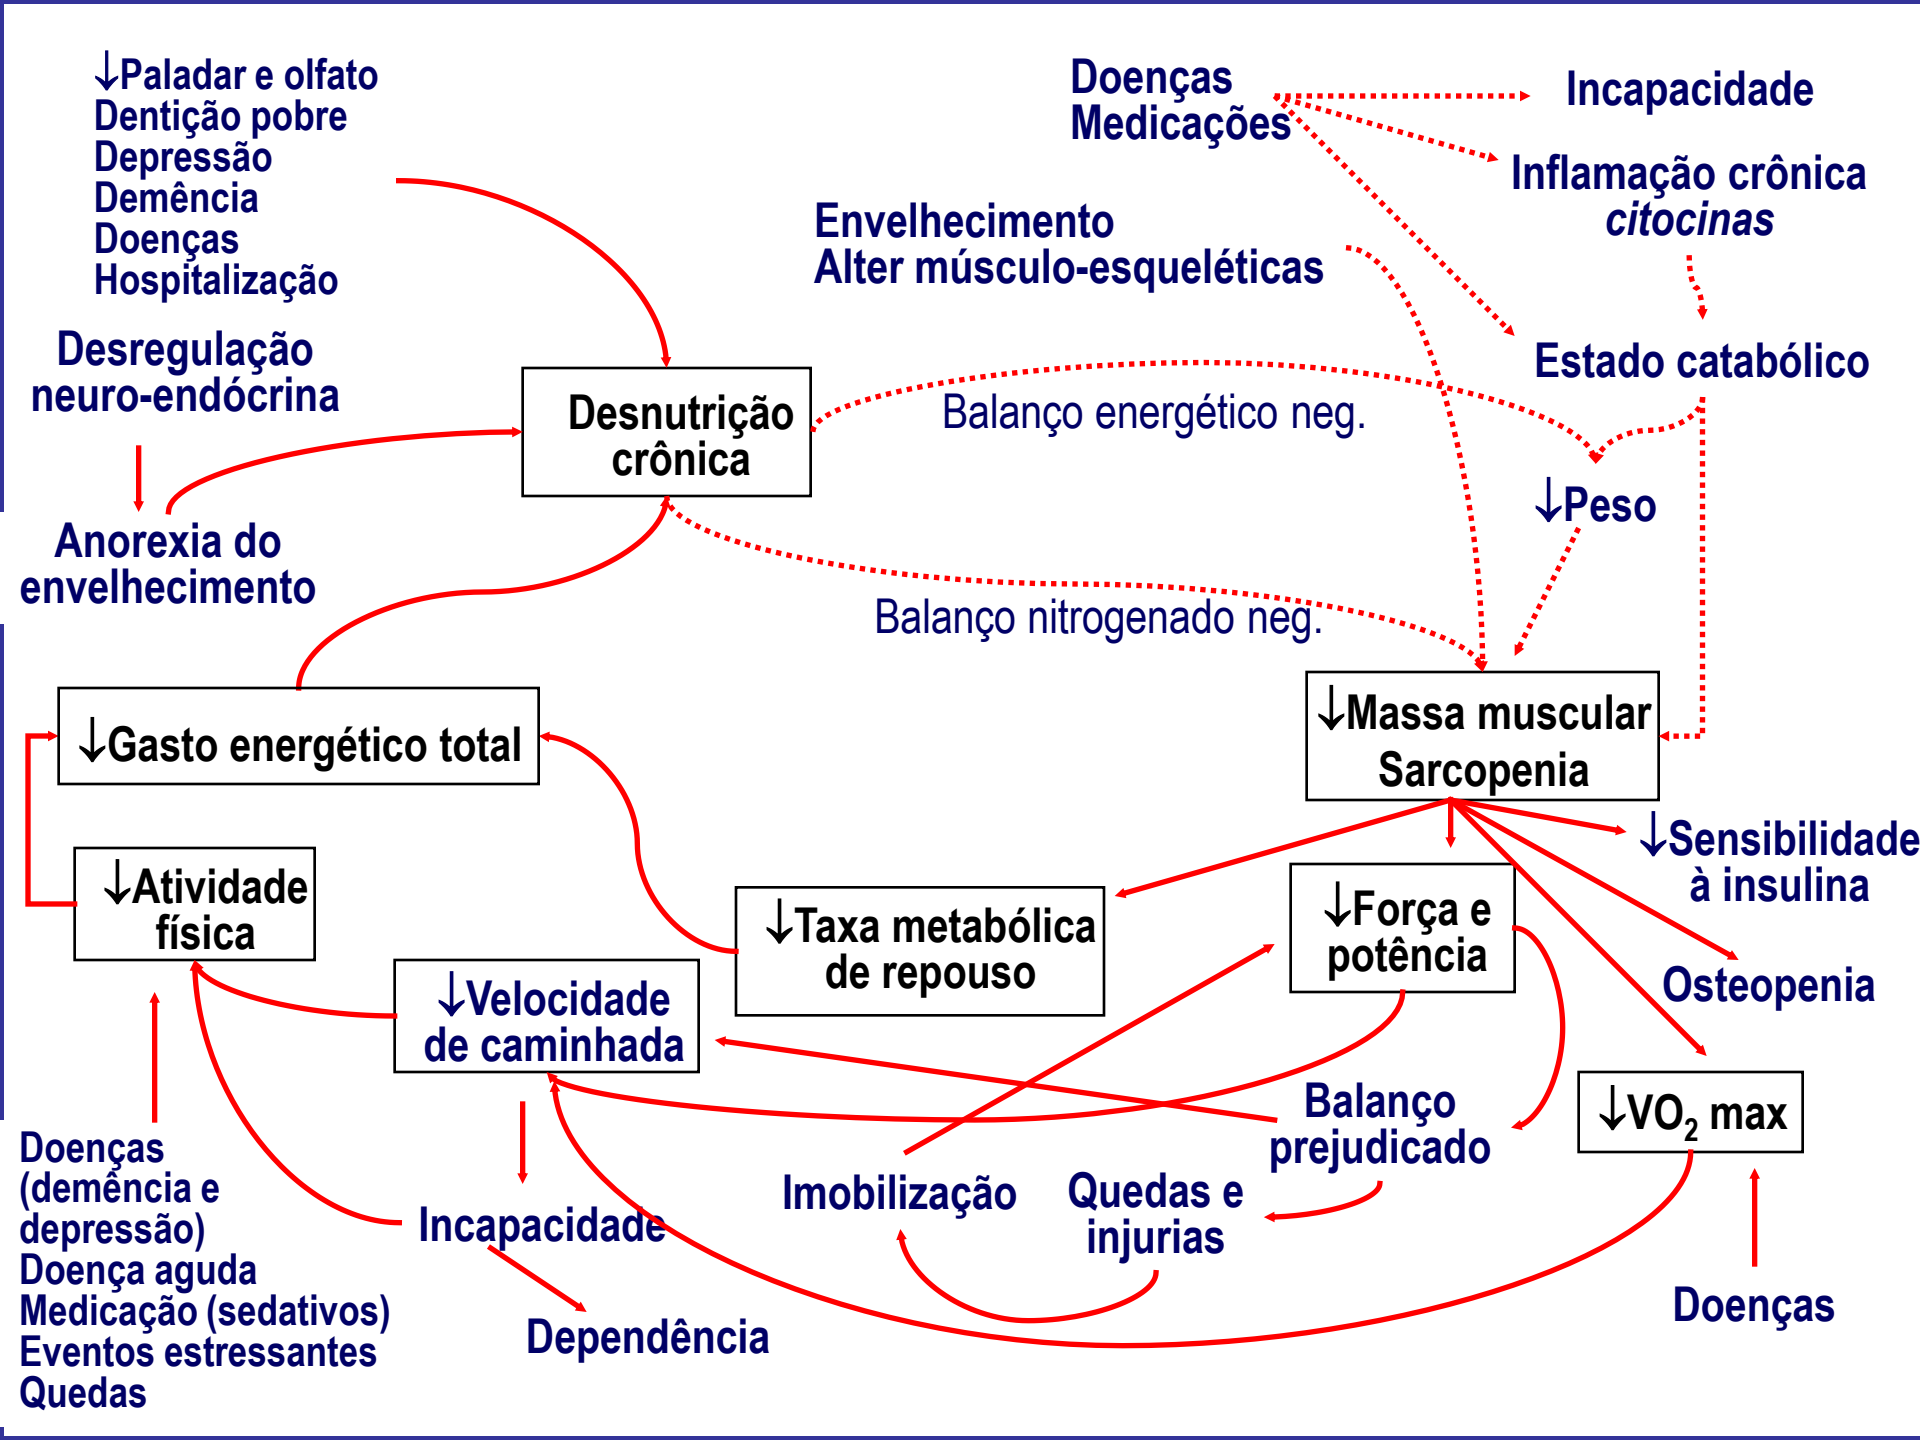 ↓Paladar e olfato
Dentição pobre
Depressão
Demência
Doenças
Hospitalização
Desregulação
neuro-endócrina
Anorexia do
envelhecimento
Doenças
Medicações
Incapacidade
Inflamação crônica
citocinas
Envelhecimento
Alter músculo-esqueléticas
Estado catabólico
Desnutrição
crônica
Balanço energético neg.
↓Peso
Balanço nitrogenado neg.
↓Gasto energético total
↓Massa muscular
Sarcopenia
↓Atividade
física
↓Taxa metabólica
de repouso
↓Força e
potência
↓Sensibilidade
à insulina
Osteopenia
↓Velocidade
de caminhada
Balanço
prejudicado
↓VO₂ max
Doenças
(demência e
depressão)
Doença aguda
Medicação (sedativos)
Eventos estressantes
Quedas
Incapacidade
Dependência
Imobilização
Quedas e
injurias
Doenças